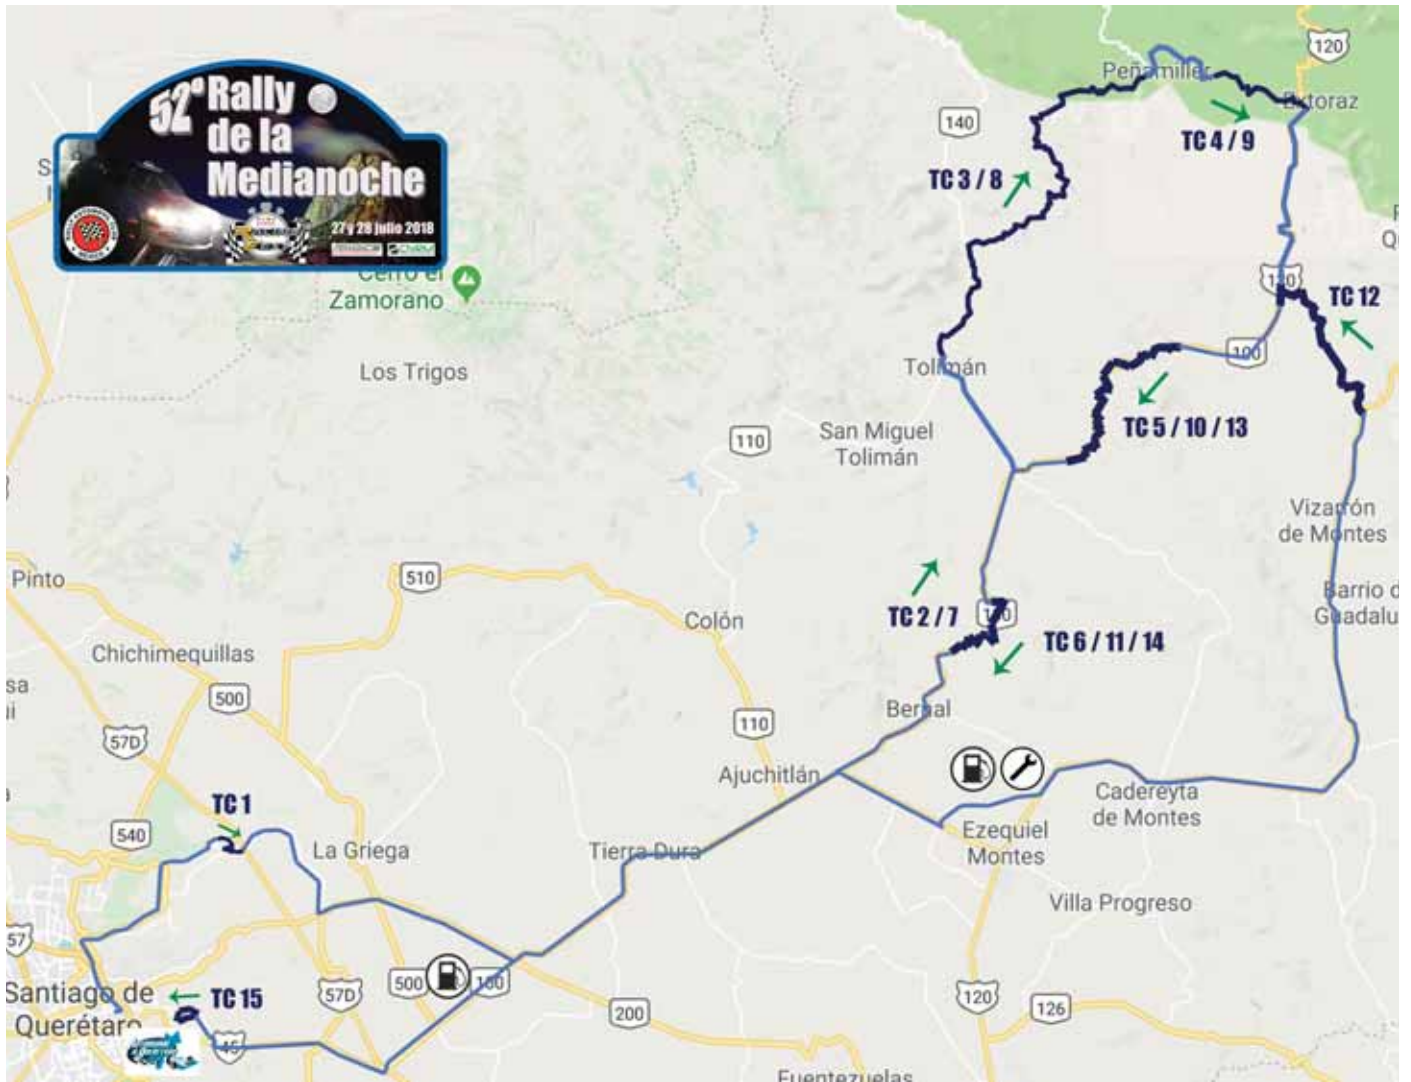 52º Rally
de la
Medianoche
27 y 28 julio 2018
120
Peñamiller
Extoraz
140
TC 4 / 9
TC 3 / 8
Cerro el
Zamorano
120
TC 12
Los Trigos
Tolimán
100
San Miguel
Tolimán
TC 5 / 10 / 13
110
Vizarrón
de Montes
Pinto
510
Barrio d
Guadalu
TC 2 / 7
100
Colón
TC 6 / 11 / 14
Chichimequillas
500
Bernal
57D
110
Ajuchitlán
Cadereyta
de Montes
TC 1
540
La Griega
Tierra Dura
Ezequiel
Montes
Villa Progreso
57
500
100
57D
Santiago de
Querétaro
TC 15
120
126
200
45
Fuentezuelas